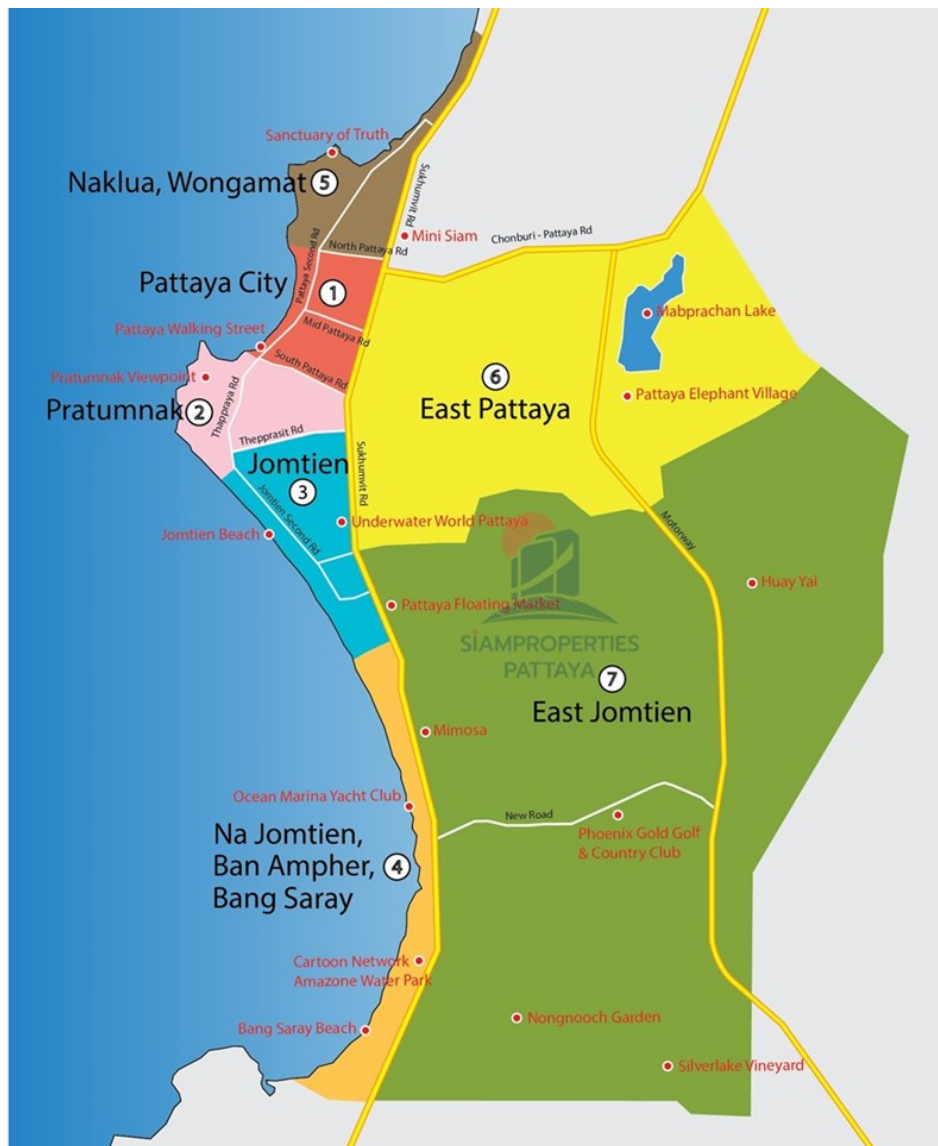 Sanctuary of Truth
Naklua, Wongamat
5
Sukhumvit Rd
Mini Siam
Chonburi - Pattaya Rd
North Pattaya Rd
Pattaya Second Rd
Pattaya City
1
Mabprachan Lake
Mid Pattaya Rd
Pattaya Walking Street
South Pattaya Rd
Pratumnak Viewpoint
6
East Pattaya
Pattaya Elephant Village
Pratumnak
2
Thappraya Rd
Thepprasit Rd
Jomtien
3
Sukhumvit Rd
Jomtien Second Rd
Underwater World Pattaya
Jomtien Beach
Motorway
Huay Yai
Pattaya Floating Market
SIAMPROPERTIES
PATTAYA
7
East Jomtien
Mimosa
Ocean Marina Yacht Club
New Road
Phoenix Gold Golf
& Country Club
Na Jomtien,
Ban Ampher,
Bang Saray
4
Cartoon Network
Amazone Water Park
Bang Saray Beach
Nongnooch Garden
Silverlake Vineyard